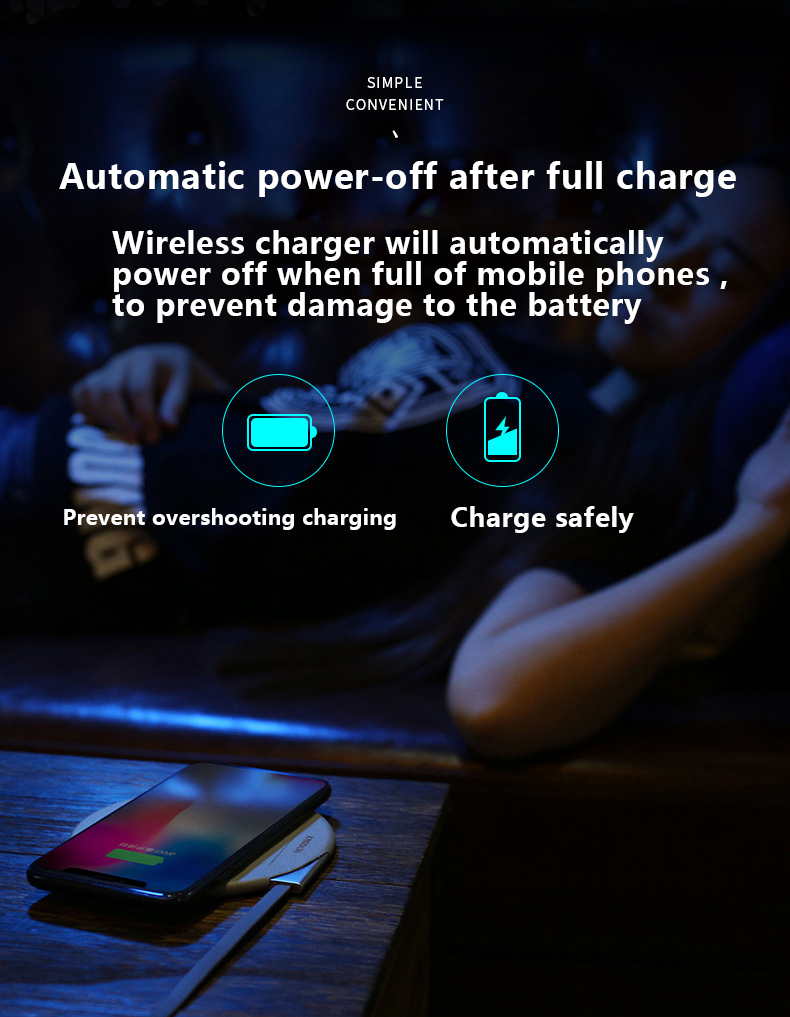 SIMPLE
CONVENIENT
Automatic power-off after full charge
Wireless charger will automatically
power off when full of mobile phones ,
to prevent damage to the battery
Prevent overshooting charging
Charge safely